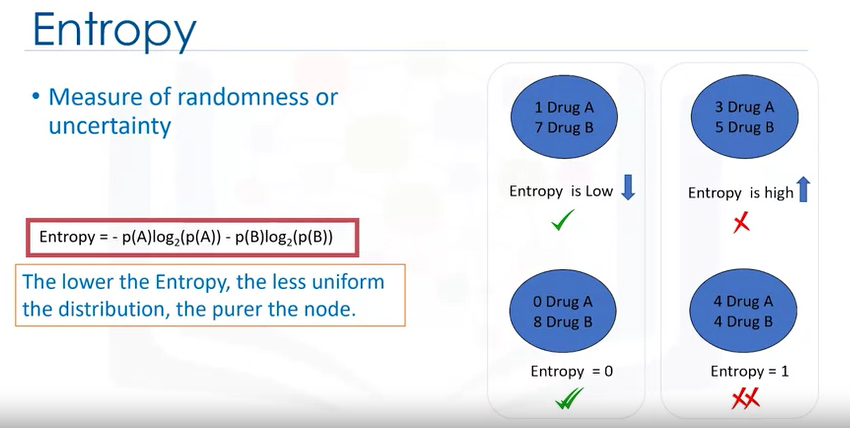 Entropy
• Measure of randomness or
uncertainty
Entropy = - p(A)log₂(p(A)) - p(B)log₂(p(B))
The lower the Entropy, the less uniform
the distribution, the purer the node.
1 Drug A
7 Drug B
Entropy is Low
3 Drug A
5 Drug B
Entropy is high
0 Drug A
8 Drug B
Entropy = 0
4 Drug A
4 Drug B
Entropy = 1